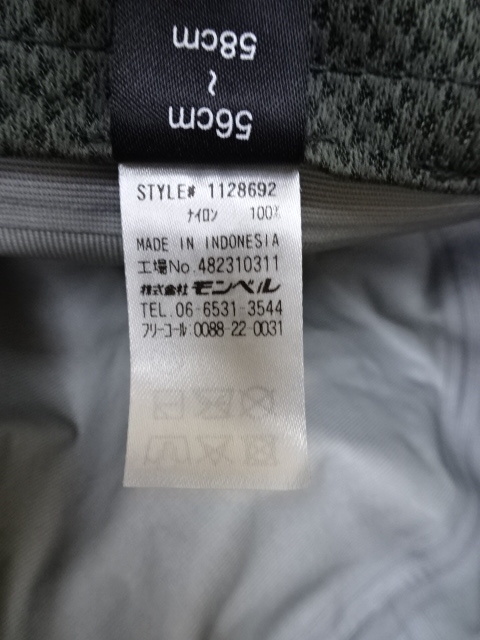 56cm
~
58cm
STYLE# 1128692
ナイロン 100%
MADE IN INDONESIA
工場No.482310311
株式会社 モンベル
TEL.06-6531-3544
フリーコール:0088-22-0031